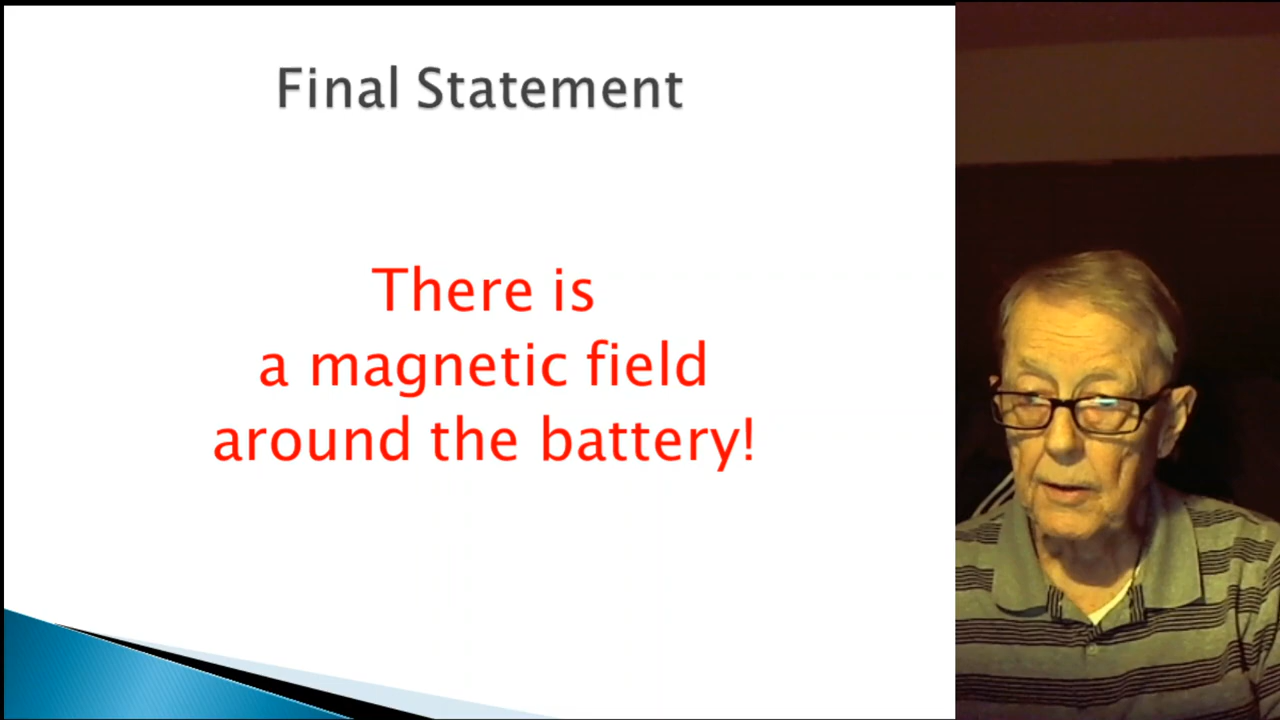 Final Statement
There is
a magnetic field
around the battery!